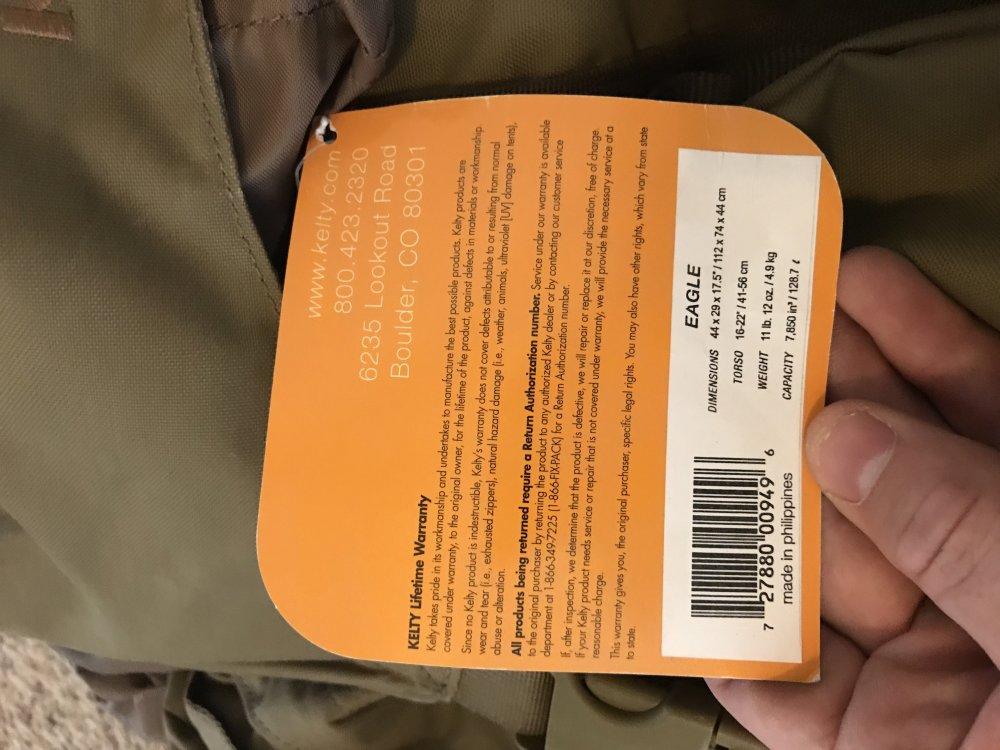 www.kelty.com
800.423.2320
6235 Lookout Road
Boulder, CO 80301
KELTY Lifetime Warranty
Kelty takes pride in its workmanship and undertakes to manufacture the best possible products. Kelty products are
covered under warranty, to the original owner, for the lifetime of the product, against defects in materials or workmanship.
Since no Kelty product is indestructible, Kelty's warranty does not cover defects attributable to or resulting from normal
wear and tear (i.e., exhausted zippers), natural hazard damage (i.e., weather, animals, ultraviolet [UV] damage on tents),
abuse or alteration.
All products being returned require a Return Authorization number. Service under our warranty is available
to the original purchaser by returning the product to any authorized Kelty dealer or by contacting our customer service
department at 1-866-349-7225 (1-866-FIX-PACK) for a Return Authorization number.
If, after inspection, we determine that the product is defective, we will repair or replace it at our discretion, free of charge.
If your Kelty product needs service or repair that is not covered under warranty, we will provide the necessary service at a
reasonable charge.
This warranty gives you, the original purchaser, specific legal rights. You may also have other rights, which vary from state
to state.
EAGLE
DIMENSIONS 44 x 29 x 17.5" / 112 x 74 x 44 cm
TORSO 16-22" / 41-56 cm
WEIGHT 11 lb. 12 oz. / 4.9 kg
CAPACITY 7,850 in³ / 128.7 ℓ
7 27880 00949 6
made in philippines